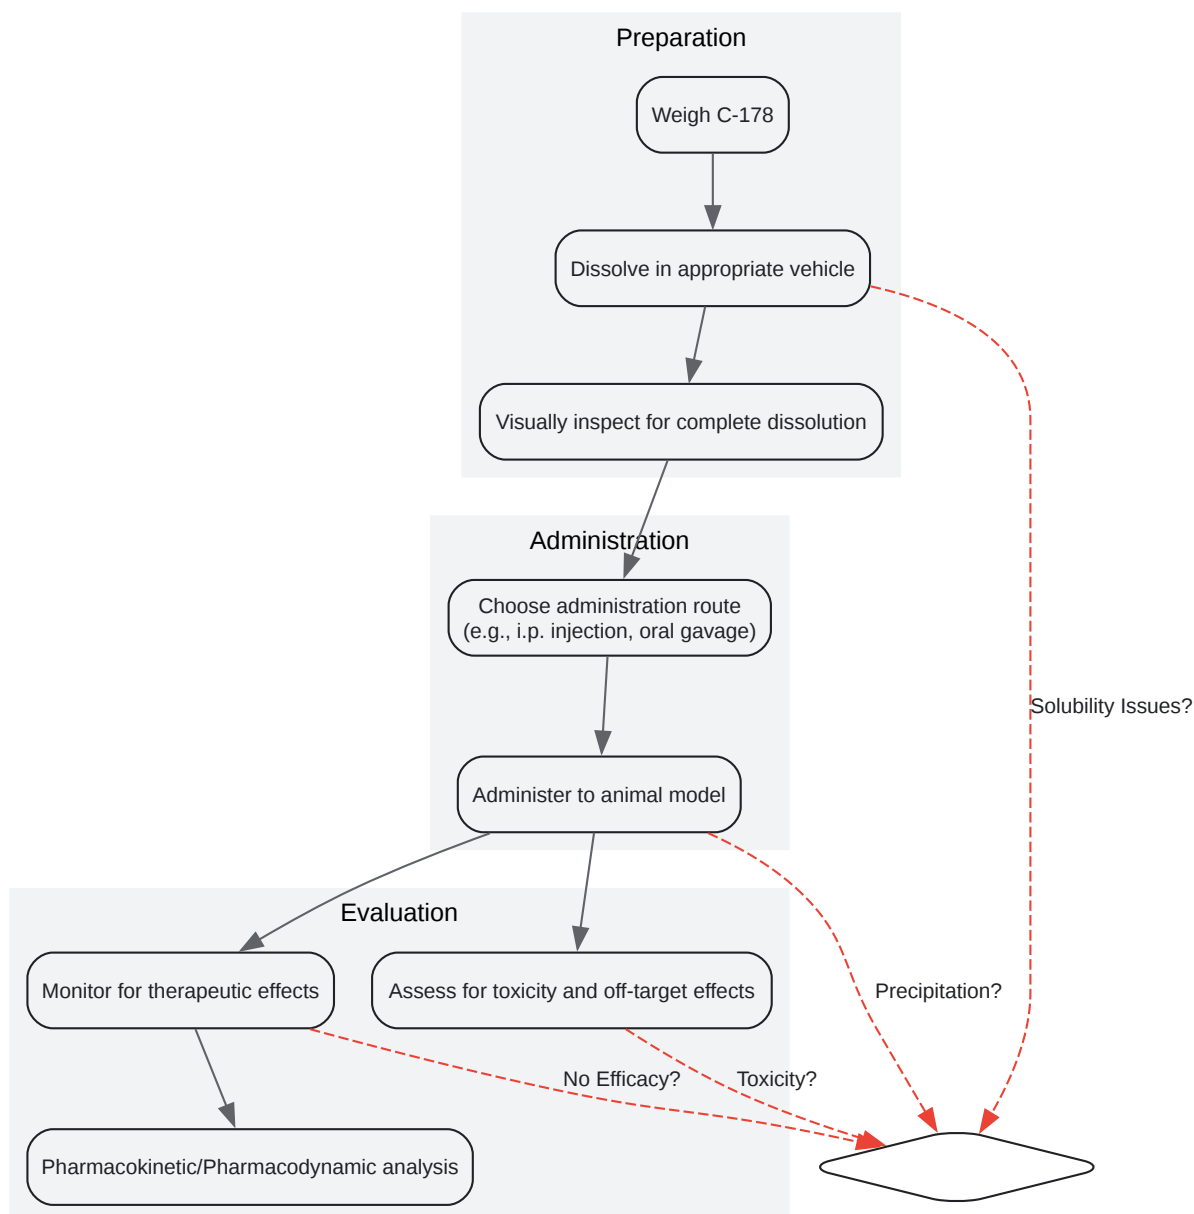 Preparation
Weigh C-178
Dissolve in appropriate vehicle
Visually inspect for complete dissolution
Administration
Choose administration route
(e.g., i.p. injection, oral gavage)
Solubility Issues?
Administer to animal model
Evaluation
Monitor for therapeutic effects
Assess for toxicity and off-target effects
Precipitation?
No Efficacy?
Toxicity?
Pharmacokinetic/Pharmacodynamic analysis